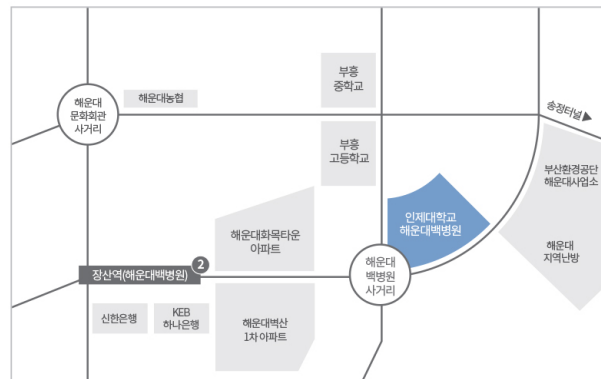 부흥
중학교
해운대농협
해운대
문화회관
사거리
송정터널
부흥
고등학교
부산환경공단
해운대사업소
인제대학교
해운대백병원
해운대화목타운
아파트
해운대
지역난방
2
장산역(해운대백병원)
해운대
백병원
사거리
신한은행
KEB
하나은행
해운대벽산
1차아파트